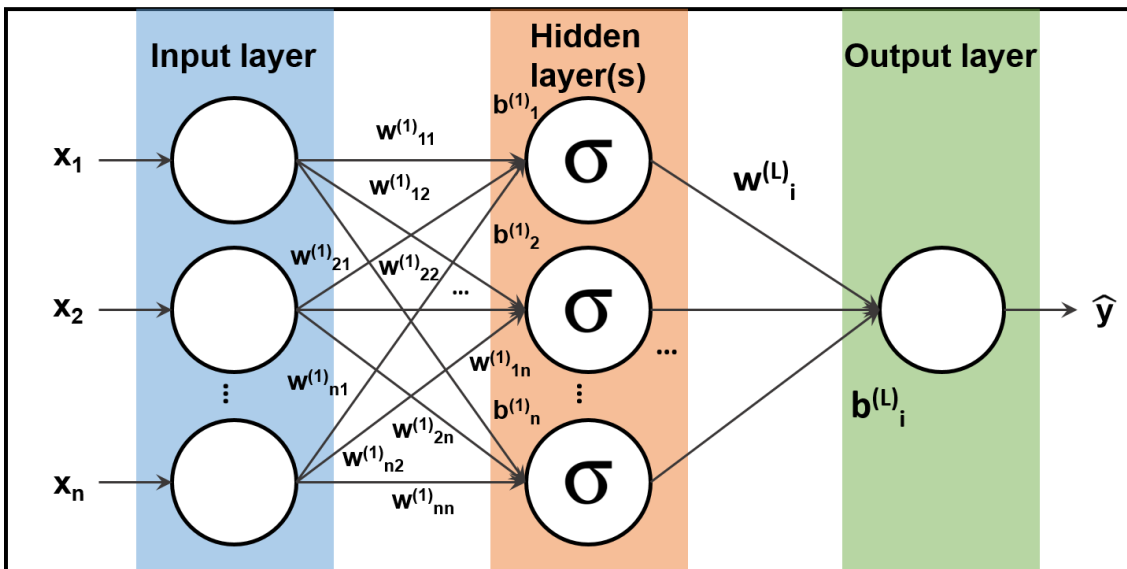 Input layer
Hidden
layer(s)
Output layer
b⁽¹⁾₁
w⁽¹⁾₁₁
x₁
σ
w⁽¹⁾₁₂
w⁽ᴸ⁾ᵢ
b⁽¹⁾₂
w⁽¹⁾₂₁
w⁽¹⁾₂₂
...
x₂
σ
ŷ
...
w⁽¹⁾₁ₙ
w⁽¹⁾ₙ₁
...
...
b⁽¹⁾ₙ
b⁽ᴸ⁾ᵢ
w⁽¹⁾₂ₙ
w⁽¹⁾ₙ₂
xₙ
σ
w⁽¹⁾ₙₙ